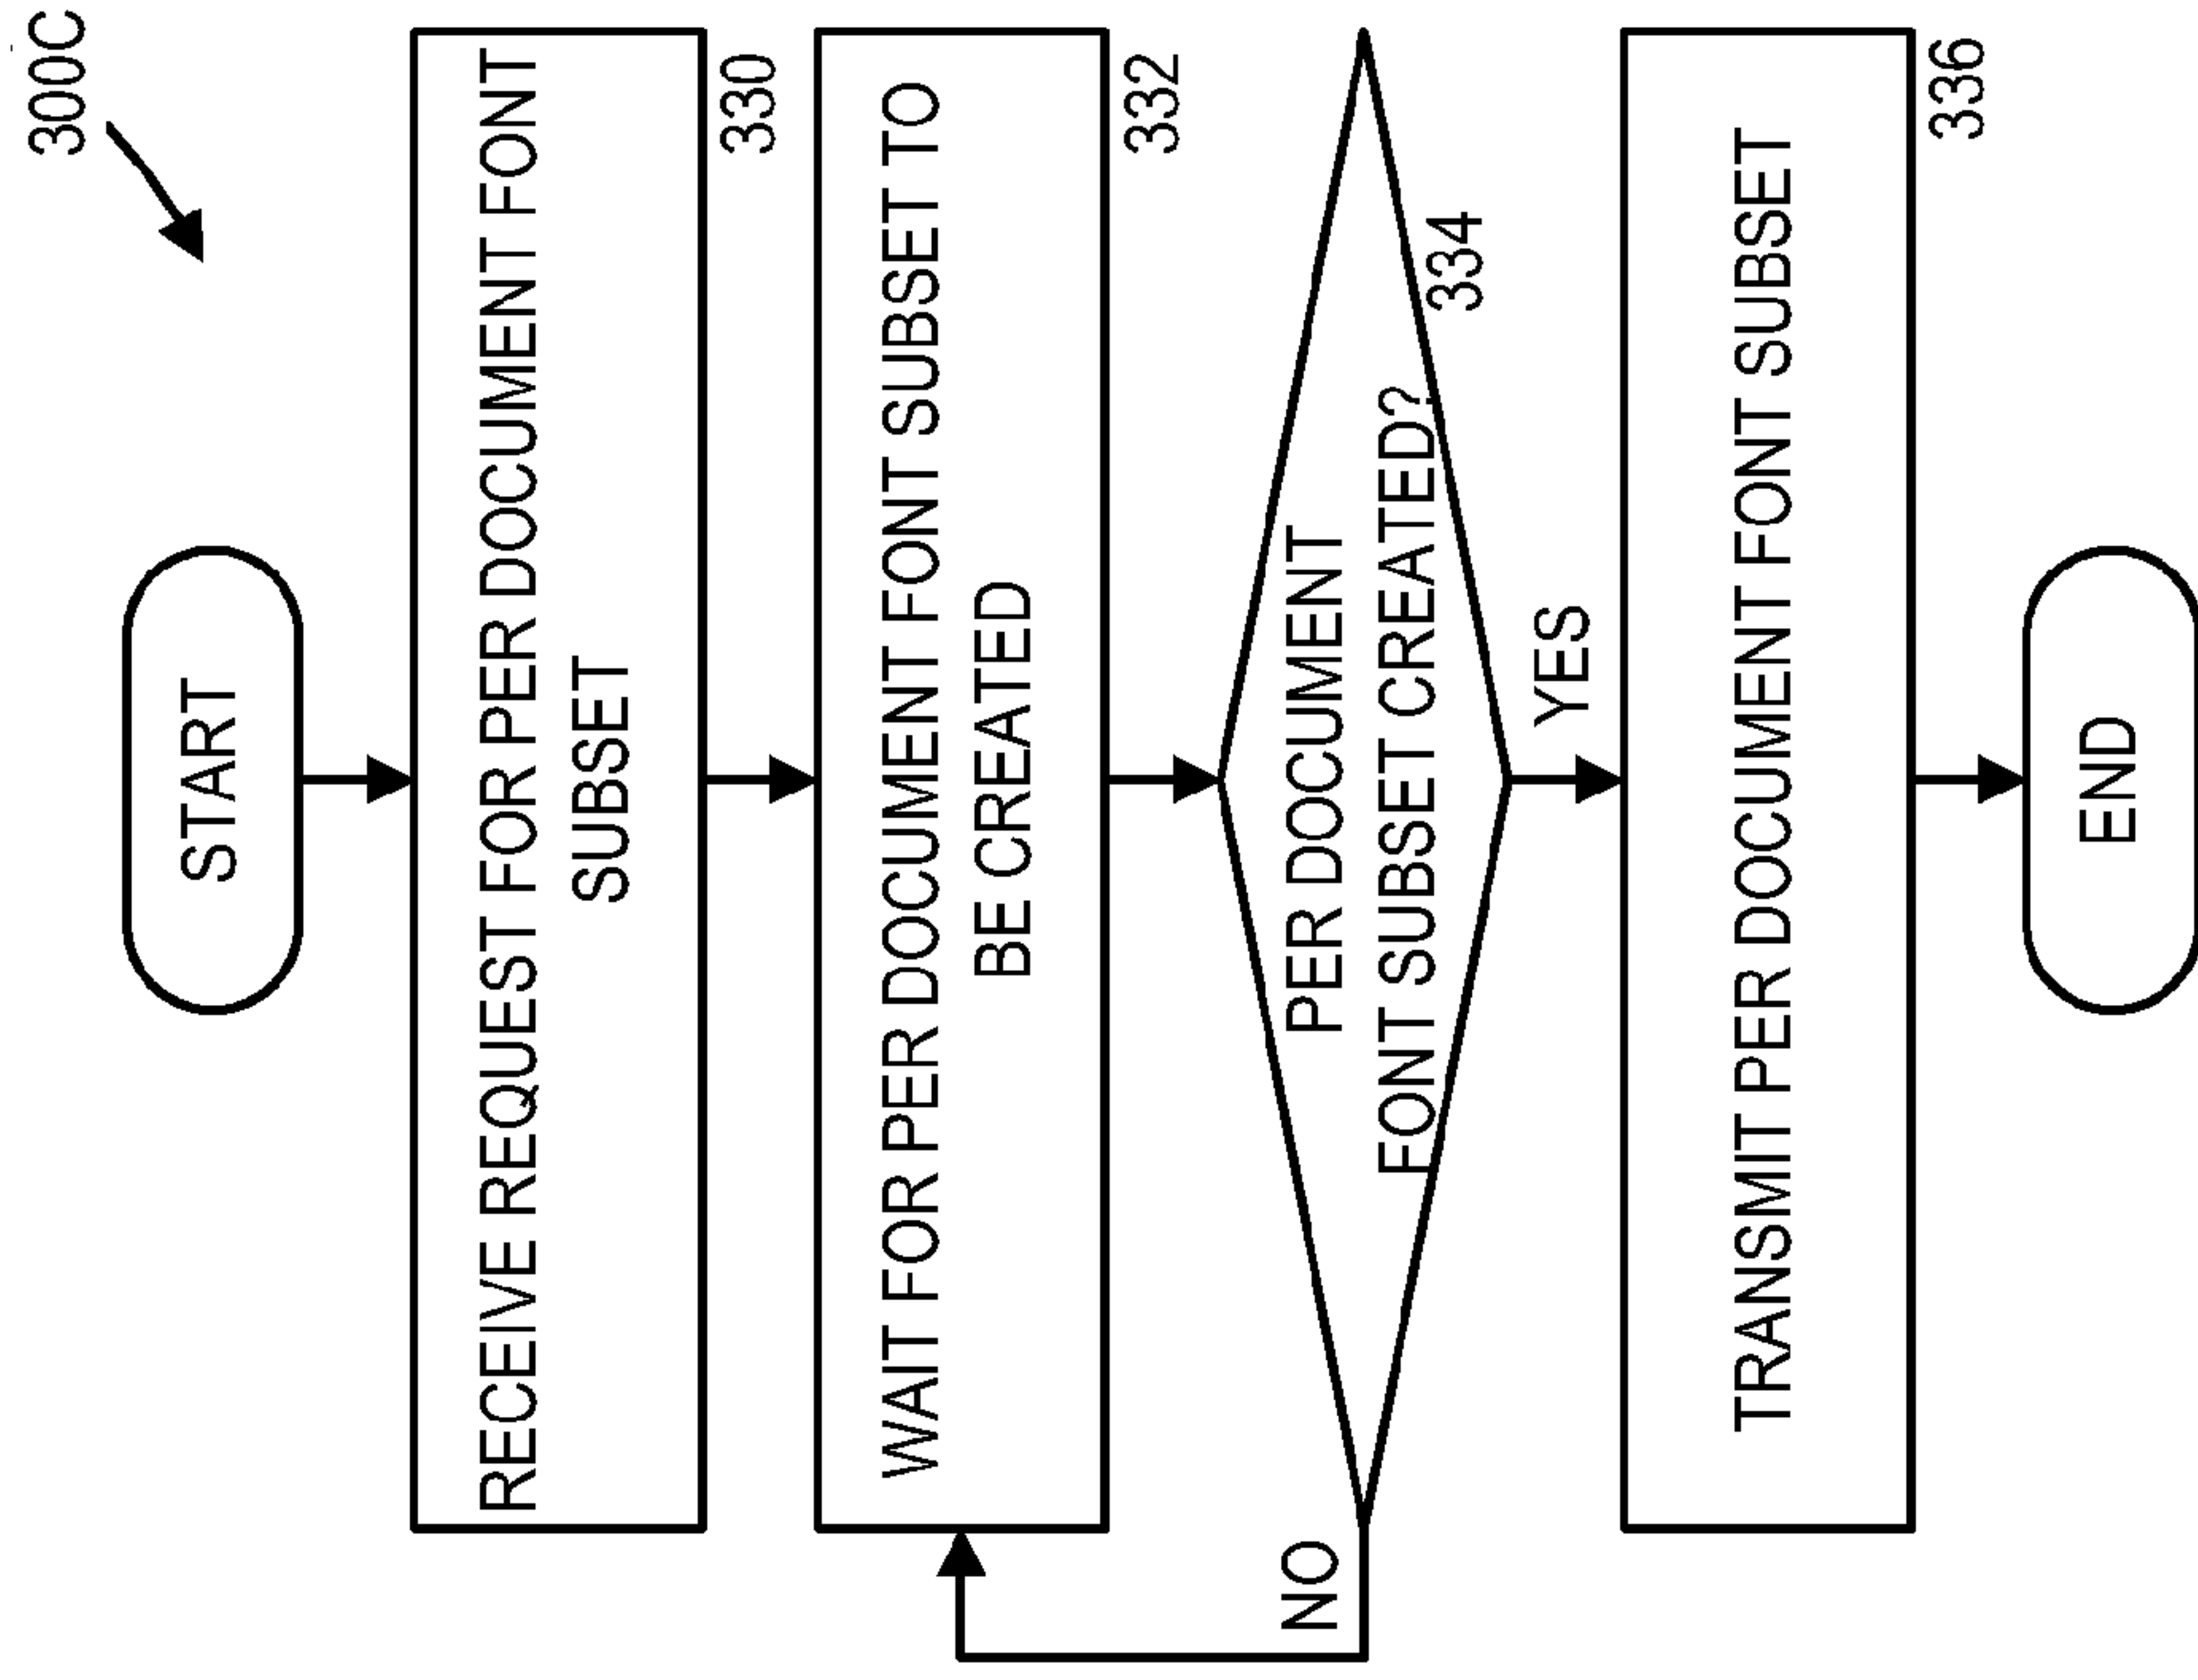 300C
START
RECEIVE REQUEST FOR PER DOCUMENT FONT
SUBSET
330
WAIT FOR PER DOCUMENT FONT SUBSET TO
BE CREATED
332
PER DOCUMENT
FONT SUBSET CREATED?
334
NO
YES
TRANSMIT PER DOCUMENT FONT SUBSET
336
END